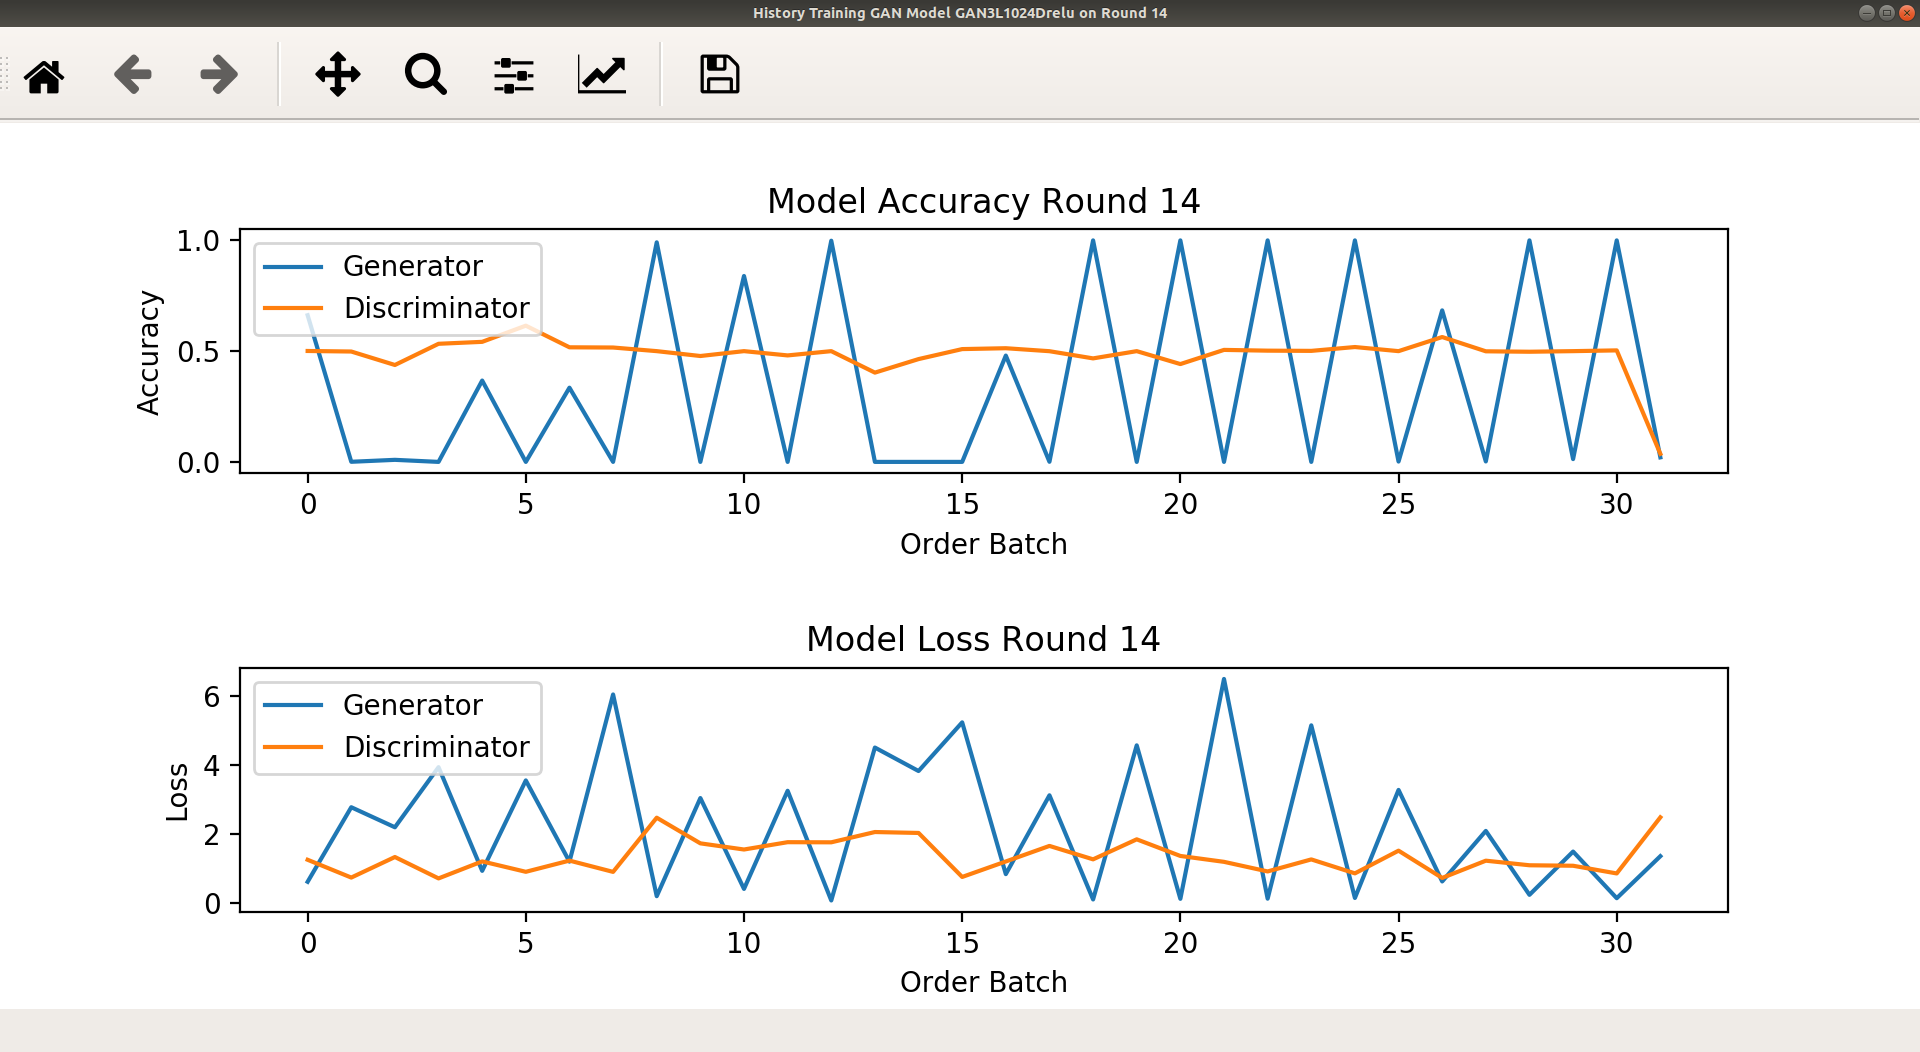 History Training GAN Model GAN3L1024Drelu on Round 14
Model Accuracy Round 14
1.0
0.5
0.0
Accuracy
Generator
Discriminator
0 5 10 15 20 25 30
Order Batch
Model Loss Round 14
6
4
2
0
Loss
Generator
Discriminator
0 5 10 15 20 25 30
Order Batch